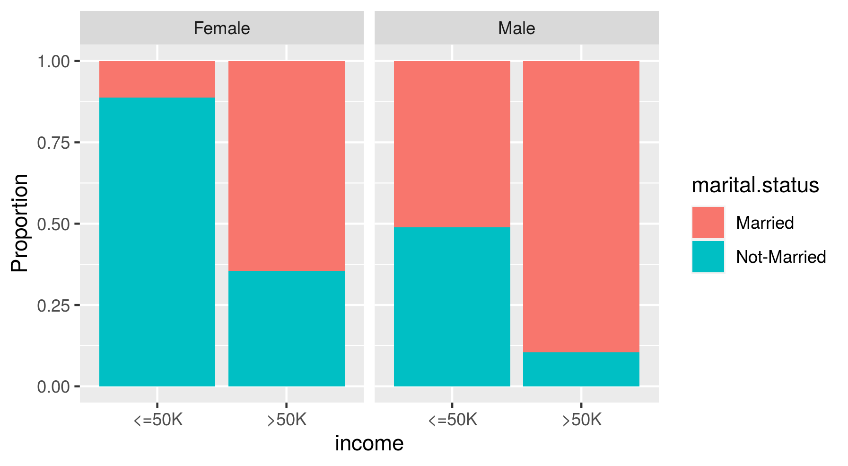 Female
Male
1.00
0.75
0.50
0.25
0.00
Proportion
<=50K
>50K
<=50K
>50K
income
marital.status
Married
Not-Married